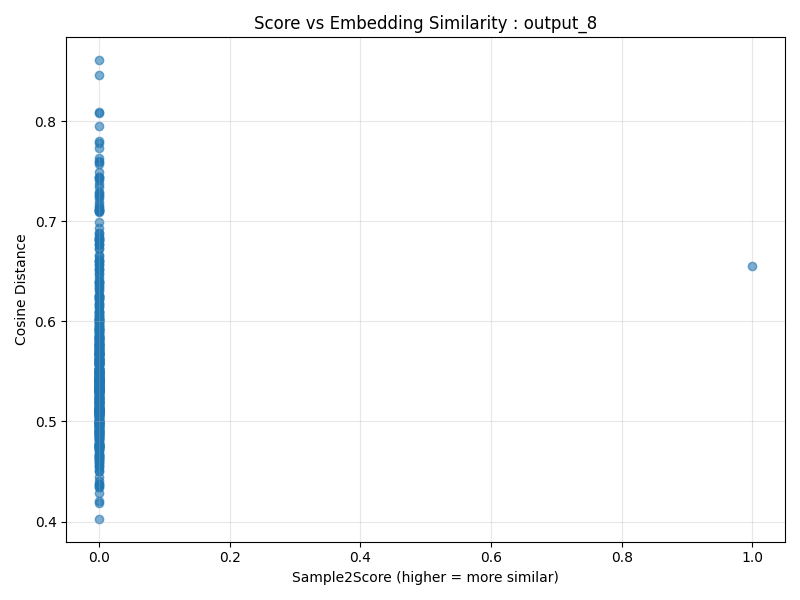 Score vs Embedding Similarity : output_8
Cosine Distance
0.8
0.7
0.6
0.5
0.4
0.0 0.2 0.4 0.6 0.8 1.0
Sample2Score (higher = more similar)